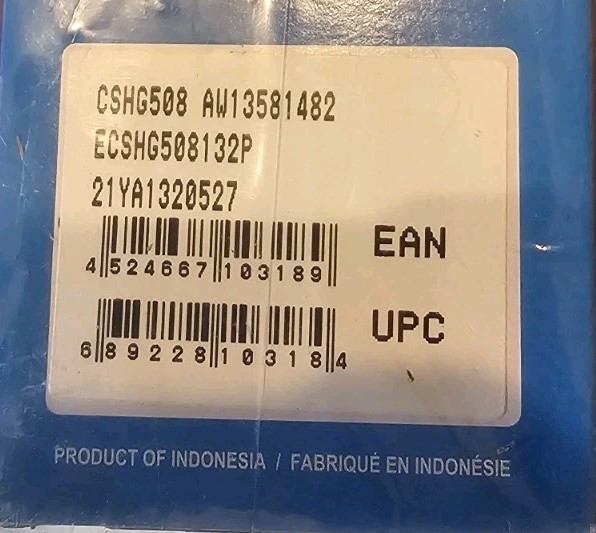 CSHG508 AW13581482
ECSHG508132P
21YA1320527
4 524667 103189
EAN
6 89228 10318 4
UPC
PRODUCT OF INDONESIA / FABRIQUÉ EN INDONÉSIE